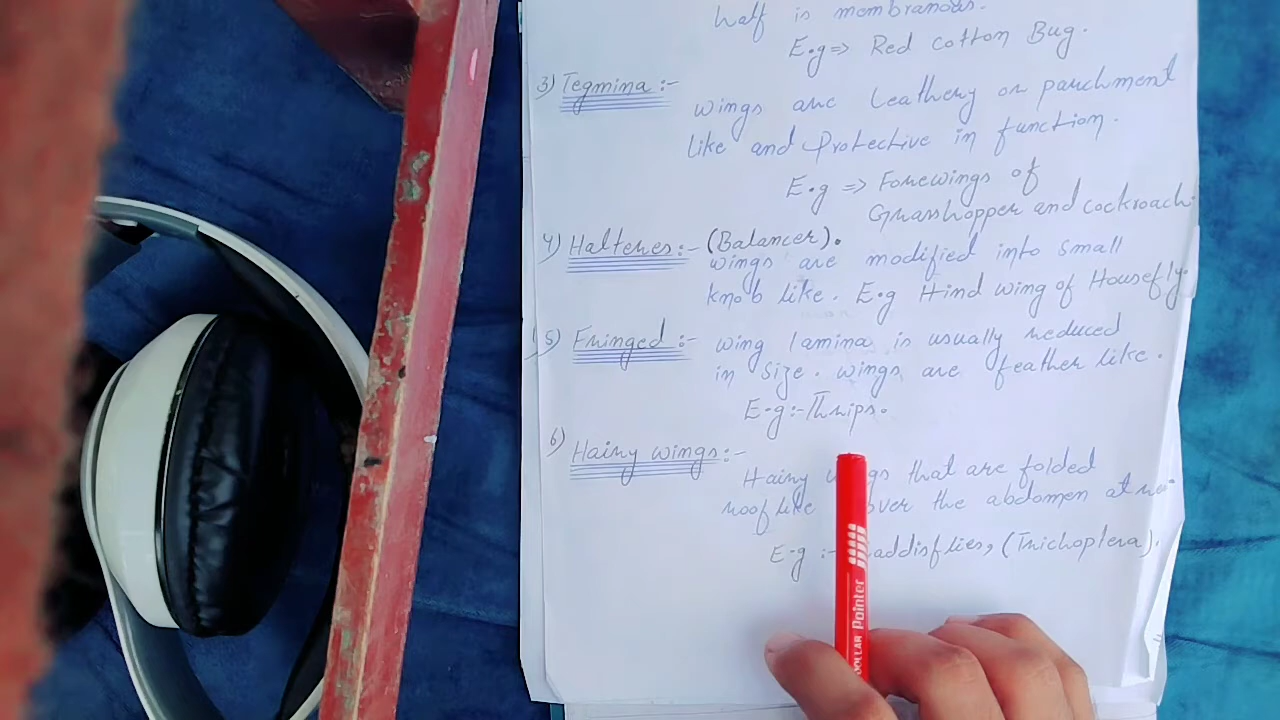 half is membranous.
E.g => Red cotton Bug.
3) Tegmina :-
wings are Leathery or parchment
like and Protective in function.
E.g => Forewings of
Grasshopper and cockroach
4) Halteres :- (Balancer).
wings are modified into small
knob like. E.g Hind wing of Housefly.
5) Fringed :- wing lamina is usually reduced
in size. wings are feather like.
E.g :- Thrips.
6) Hairy wings :-
Hairy that are folded
roof like over the abdomen at
E.g :- (Trichoptera).
DOLLAR Pointer